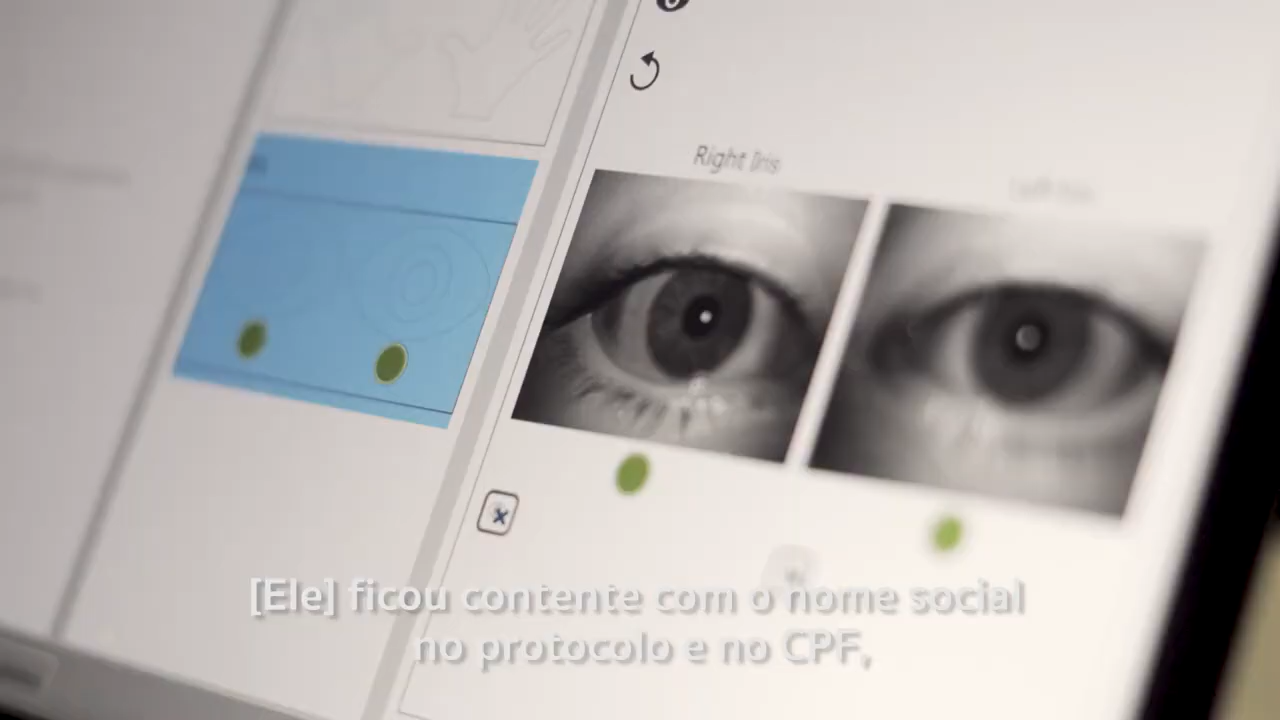 Right Iris
[Ele] ficou contente com o nome social
no protocolo e no CPF,